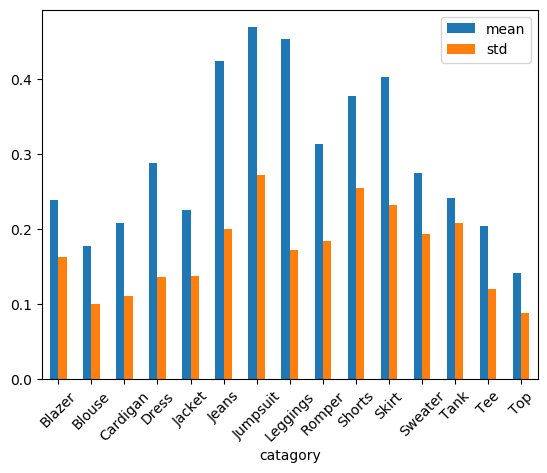 mean
std
0.4
0.3
0.2
0.1
0.0
Blazer
Blouse
Cardigan
Dress
Jacket
Jeans
Jumpsuit
Leggings
Romper
Shorts
Skirt
Sweater
Tank
Tee
Top
catagory